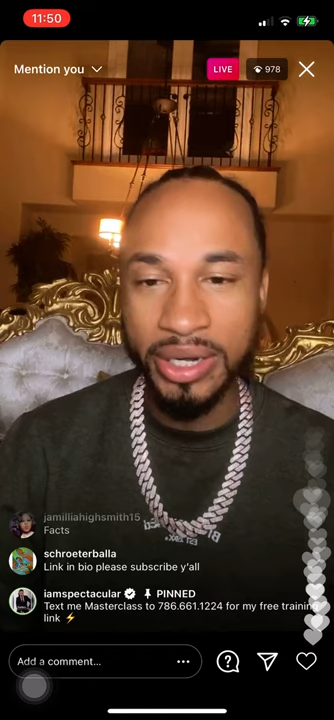 11:50
Mention you
LIVE
978
jamilliahighsmith15
Facts
schroeterballa
Link in bio please subscribe y'all
iamspectacular PINNED
Text me Masterclass to 786.661.1224 for my free training
link ⚡
Add a comment...